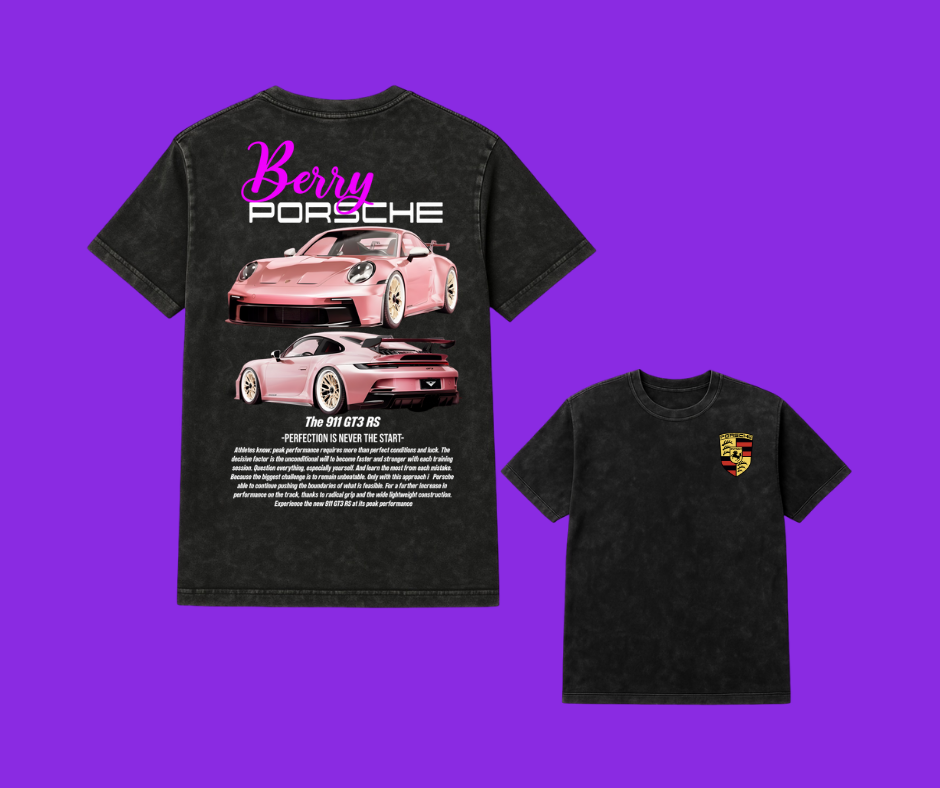 Berry
PORSCHE
The 911 GT3 RS
-PERFECTION IS NEVER THE START-
Athletes know: peak performance requires more than perfect conditions and luck. The
decisive factor is the unconditional will to become faster and stronger with each training
session. Question everything, especially yourself. And learn the most from each mistake.
Because the biggest challenge is to remain unbeatable. Only with this approach i Porsche
able to continue pushing the boundaries of what is feasible. For a further increase in
performance on the track, thanks to radical grip and the wide lightweight construction.
Experience the new 911 GT3 RS at its peak performance
PORSCHE